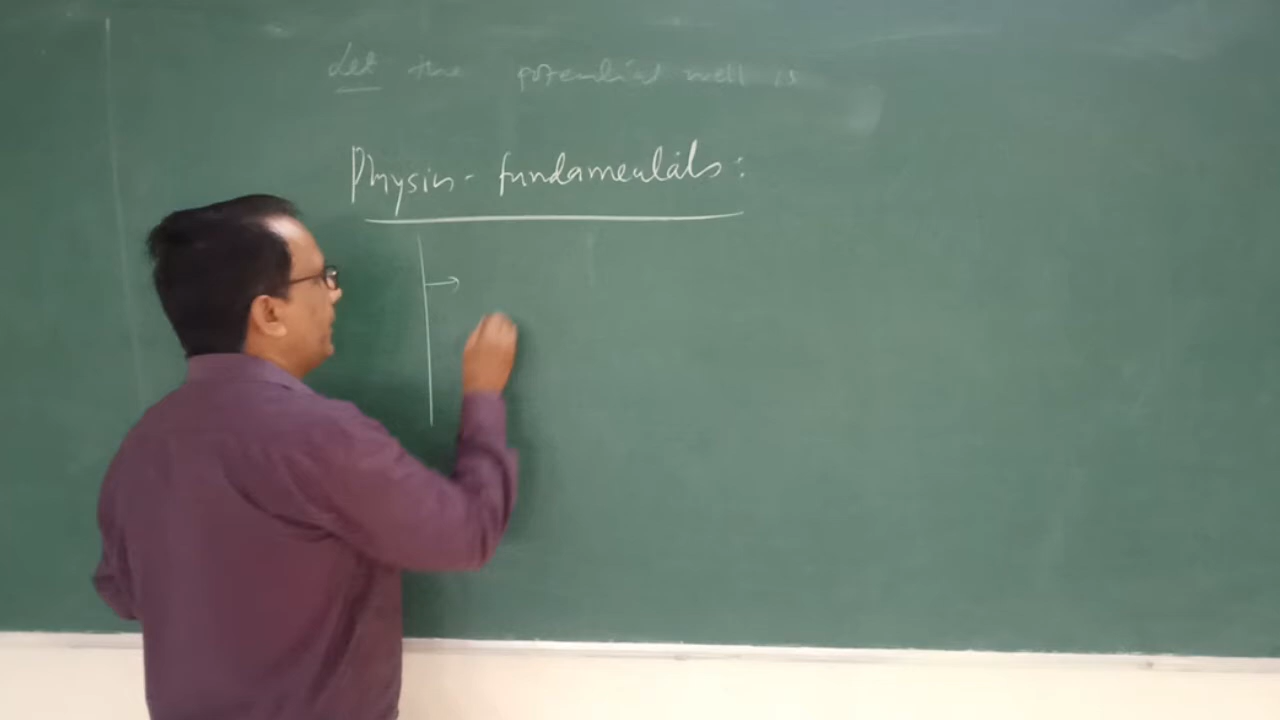 Let the potential well is
Physics - fundamentals :